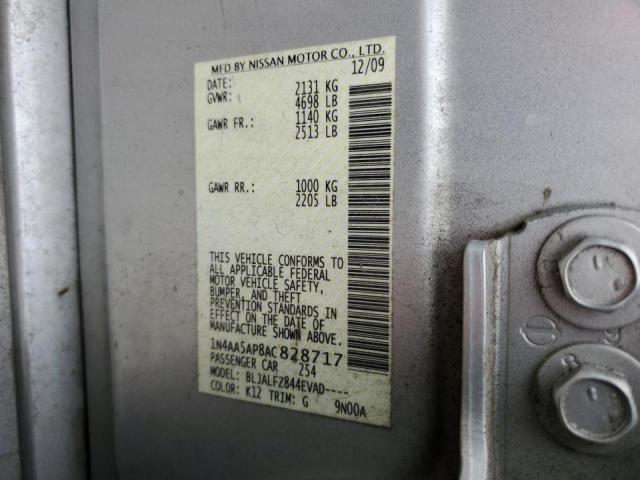 MFD BY NISSAN MOTOR CO., LTD.
DATE: 12/09
GVWR: 2131 KG
4698 LB
GAWR FR.: 1140 KG
2513 LB
GAWR RR.: 1000 KG
2205 LB
THIS VEHICLE CONFORMS TO
ALL APPLICABLE FEDERAL
MOTOR VEHICLE SAFETY,
BUMPER, AND THEFT
PREVENTION STANDARDS IN
EFFECT ON THE DATE OF
MANUFACTURE SHOWN ABOVE.
1N4AA5AP8AC828717
PASSENGER CAR 254
MODEL: BLJALFZ844EVAD----
COLOR: K12 TRIM: G 9N00A